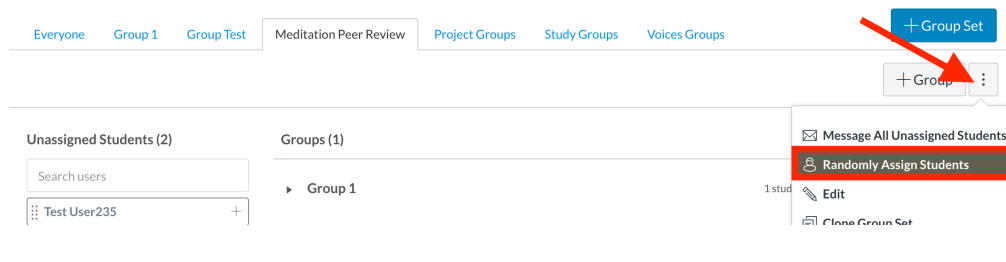 Everyone Group 1 Group Test Meditation Peer Review Project Groups Study Groups Voices Groups + Group Set
+ Group
Unassigned Students (2) Groups (1)
Message All Unassigned Students
Search users
Randomly Assign Students
Group 1 1 stud
Edit
Test User235 +
Clone Group Set